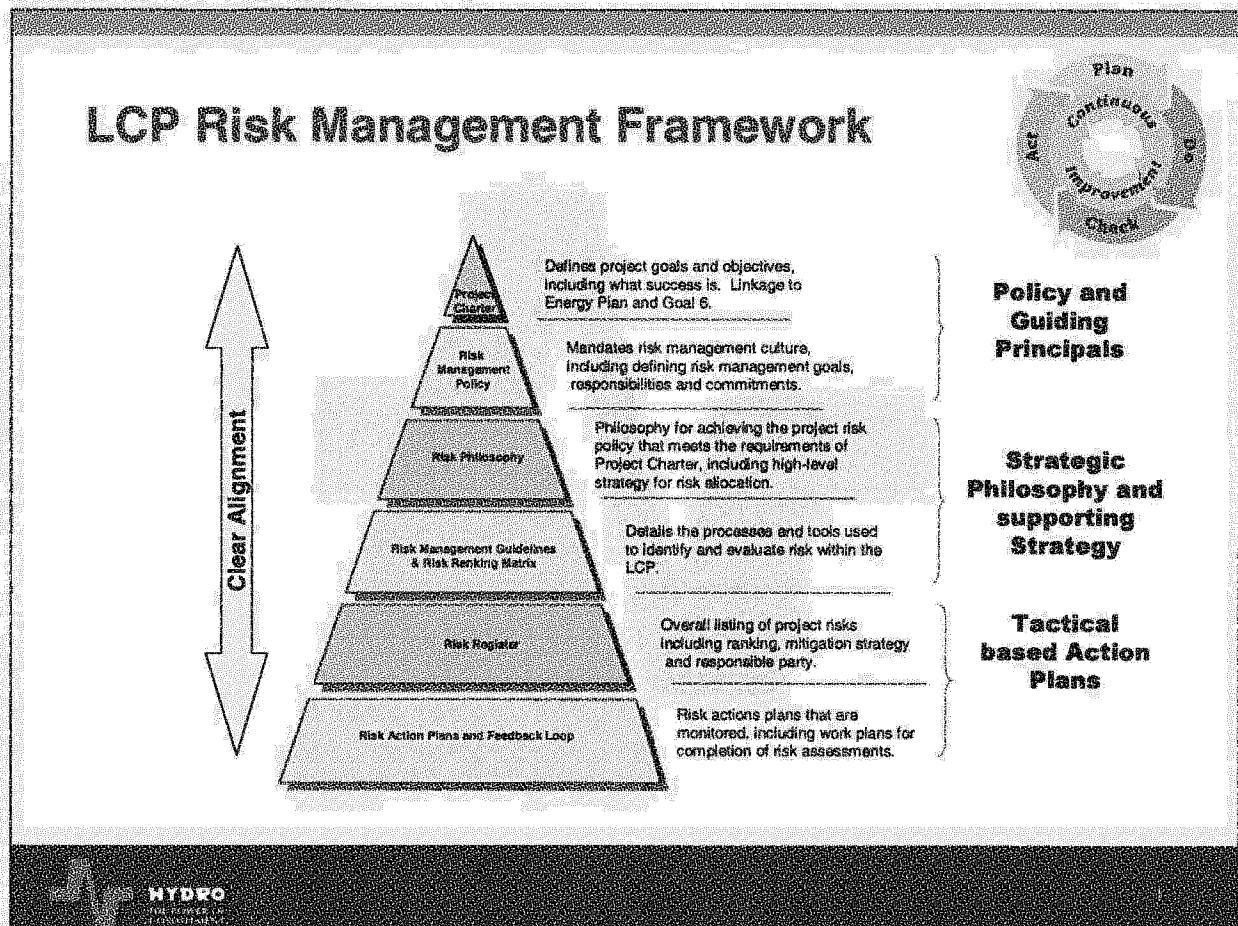 LCP Risk Management Framework
Plan
Do
Check
Act
Continuous
Improvement
Clear Alignment
Project
Charter
Defines project goals and objectives,
including what success is. Linkage to
Energy Plan and Goal 6.
Risk
Management
Policy
Mandates risk management culture,
including defining risk management goals,
responsibilities and commitments.
Policy and
Guiding
Principals
Risk Philosophy
Philosophy for achieving the project risk
policy that meets the requirements of
Project Charter, including high-level
strategy for risk allocation.
Risk Management Guidelines
& Risk Ranking Matrix
Details the processes and tools used
to identify and evaluate risk within the
LCP.
Strategic
Philosophy and
supporting
Strategy
Risk Register
Overall listing of project risks
including ranking, mitigation strategy
and responsible party.
Risk Action Plans and Feedback Loop
Risk actions plans that are
monitored, including work plans for
completion of risk assessments.
Tactical
based Action
Plans
HYDRO
THE POWER OF
COMMITMENT